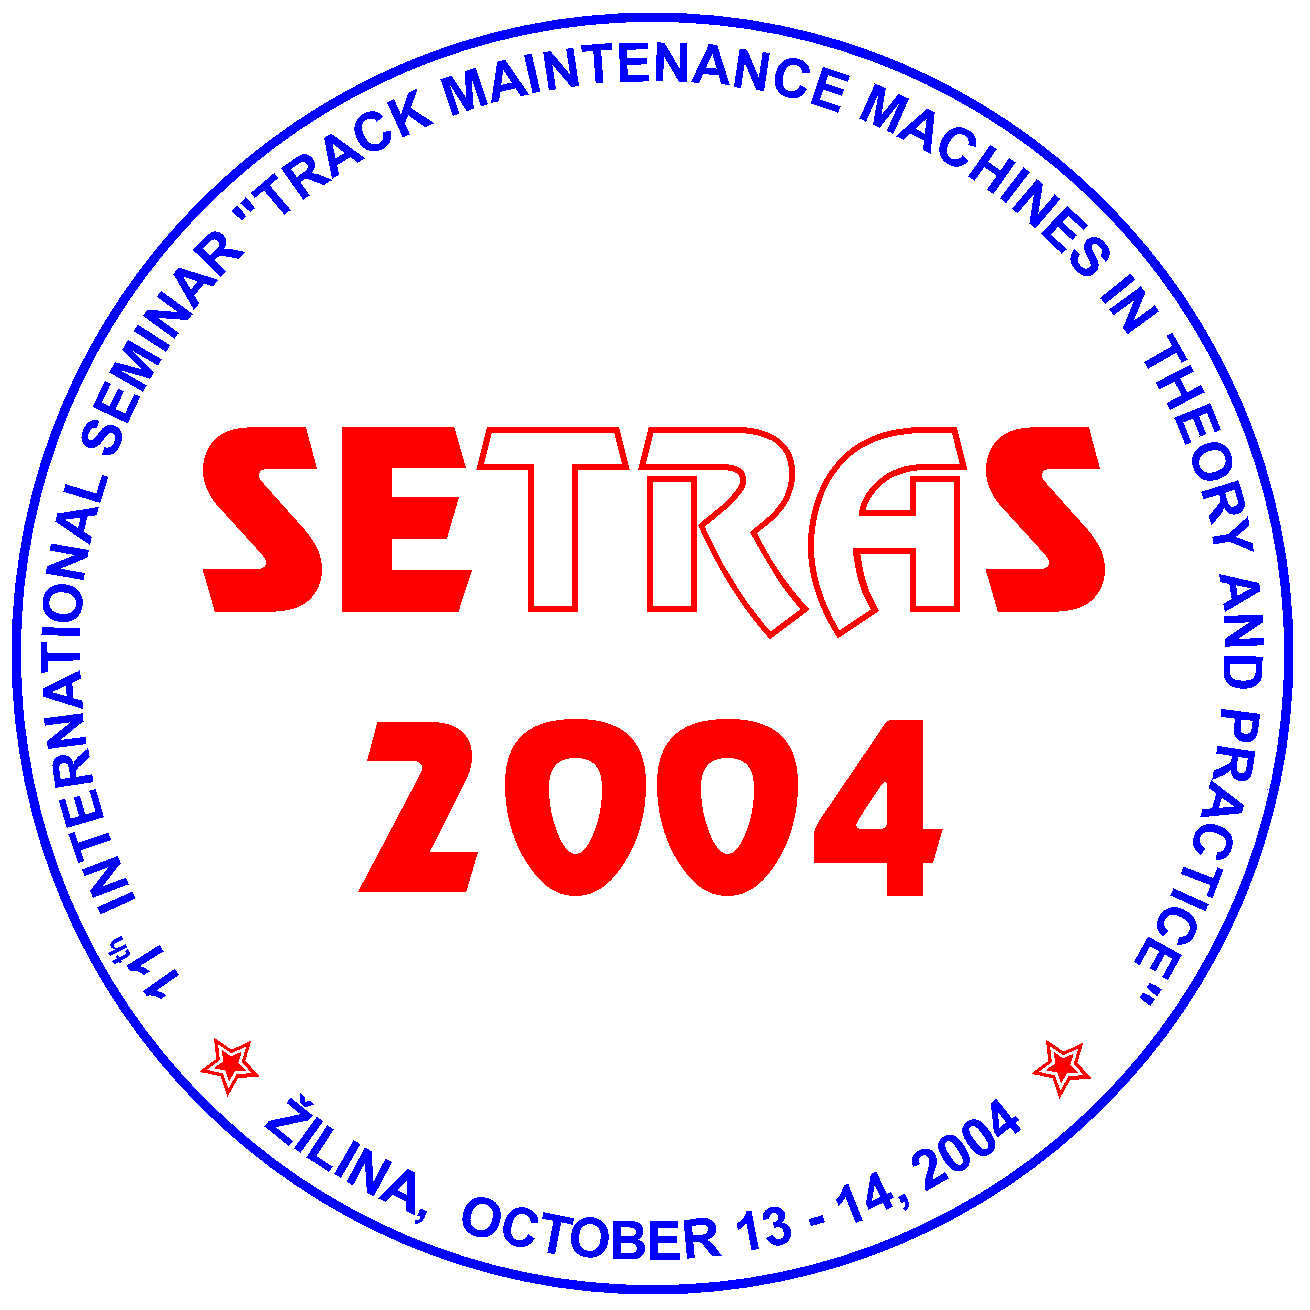 11th INTERNATIONAL SEMINAR "TRACK MAINTENANCE MACHINES IN THEORY AND PRACTICE"
SETRAS
2004
ŽILINA, OCTOBER 13 - 14, 2004